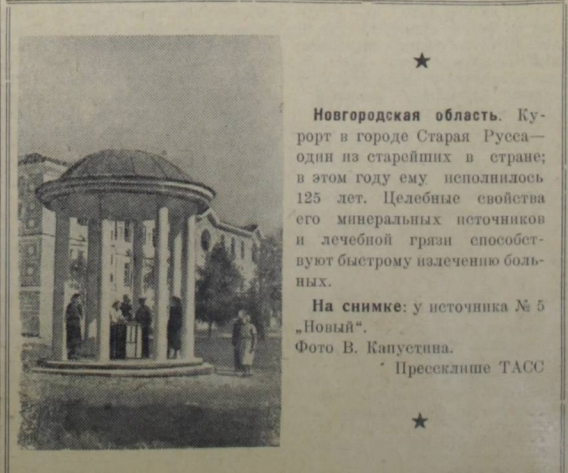 Новгородская область. Ку-
рорт в городе Старая Русса—
один из старейших в стране;
в этом году ему исполнилось
125 лет. Целебные свойства
его минеральных источников
и лечебной грязи способст-
вуют быстрому излечению боль-
ных.
На снимке: у источника № 5
„Новый“.
Фото В. Капустина.
Прессклише ТАСС